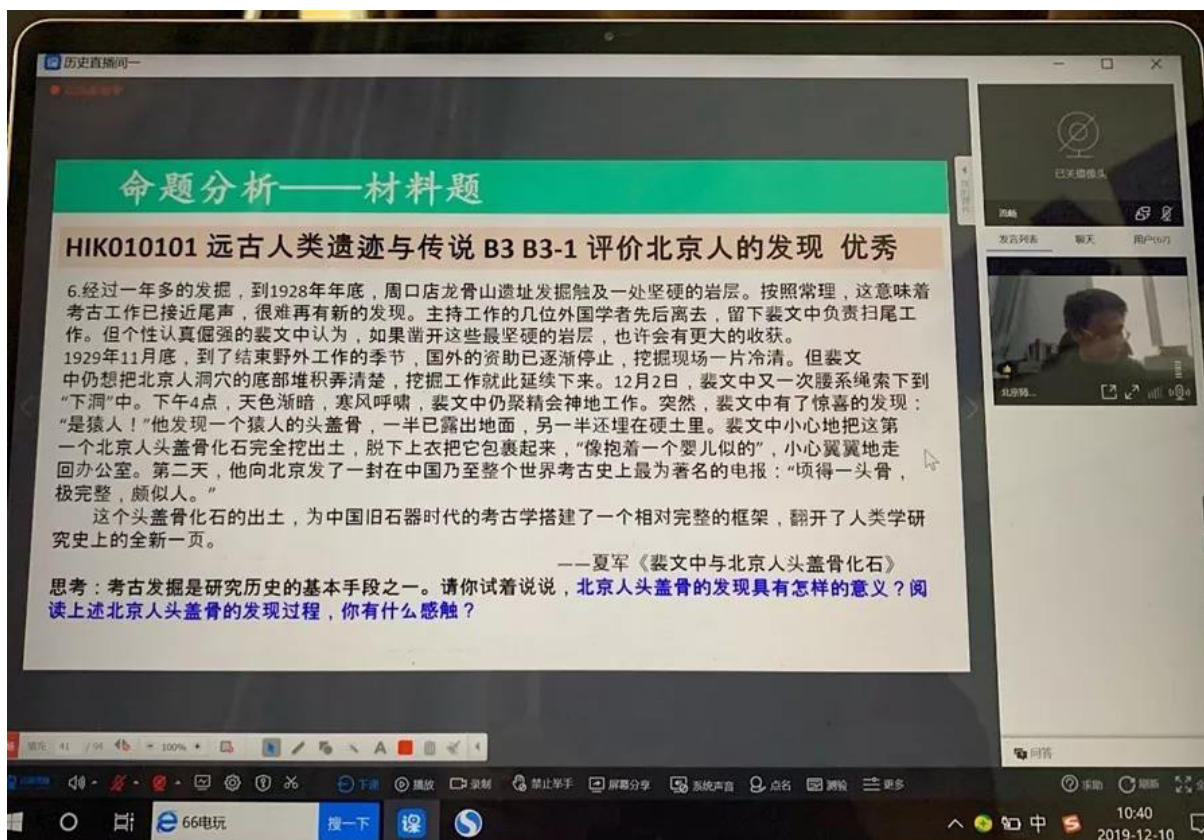 历史直播间一
命题分析——材料题
HIK010101 远古人类遗迹与传说 B3 B3-1 评价北京人的发现 优秀
6.经过一年多的发掘，到1928年年底，周口店龙骨山遗址发掘触及一处坚硬的岩层。按照常理，这意味着
考古工作已接近尾声，很难再有新的发现。主持工作的几位外国学者先后离去，留下裴文中负责扫尾工
作。但个性认真倔强的裴文中认为，如果凿开这些最坚硬的岩层，也许会有更大的收获。
1929年11月底，到了结束野外工作的季节，国外的资助已逐渐停止，挖掘现场一片冷清。但裴文
中仍想把北京人洞穴的底部堆积弄清楚，挖掘工作就此延续下来。12月2日，裴文中又一次腰系绳索下到
“下洞”中。下午4点，天色渐暗，寒风呼啸，裴文中仍聚精会神地工作。突然，裴文中有了惊喜的发现：
“是猿人！”他发现一个猿人的头盖骨，一半已露出地面，另一半还埋在硬土里。裴文中小心地把这第
一个北京人头盖骨化石完全挖出土，脱下上衣把它包裹起来，“像抱着一个婴儿似的”，小心翼翼地走
回办公室。第二天，他向北京发了一封在中国乃至整个世界考古史上最为著名的电报：“顷得一头骨，
极完整，颇似人。”
这个头盖骨化石的出土，为中国旧石器时代的考古学搭建了一个相对完整的框架，翻开了人类学研
究史上的全新一页。
——夏军《裴文中与北京人头盖骨化石》
思考：考古发掘是研究历史的基本手段之一。请你试着说说，北京人头盖骨的发现具有怎样的意义？阅
读上述北京人头盖骨的发现过程，你有什么感触？
已关摄像头
发言列表 聊天 用户(67)
问答
41 / 94 100%
下课 播放 录制 禁止举手 屏幕分享 系统声音 点名 测验 更多 求助 刷新
66电玩 搜一下 课 中
10:40
2019-12-10